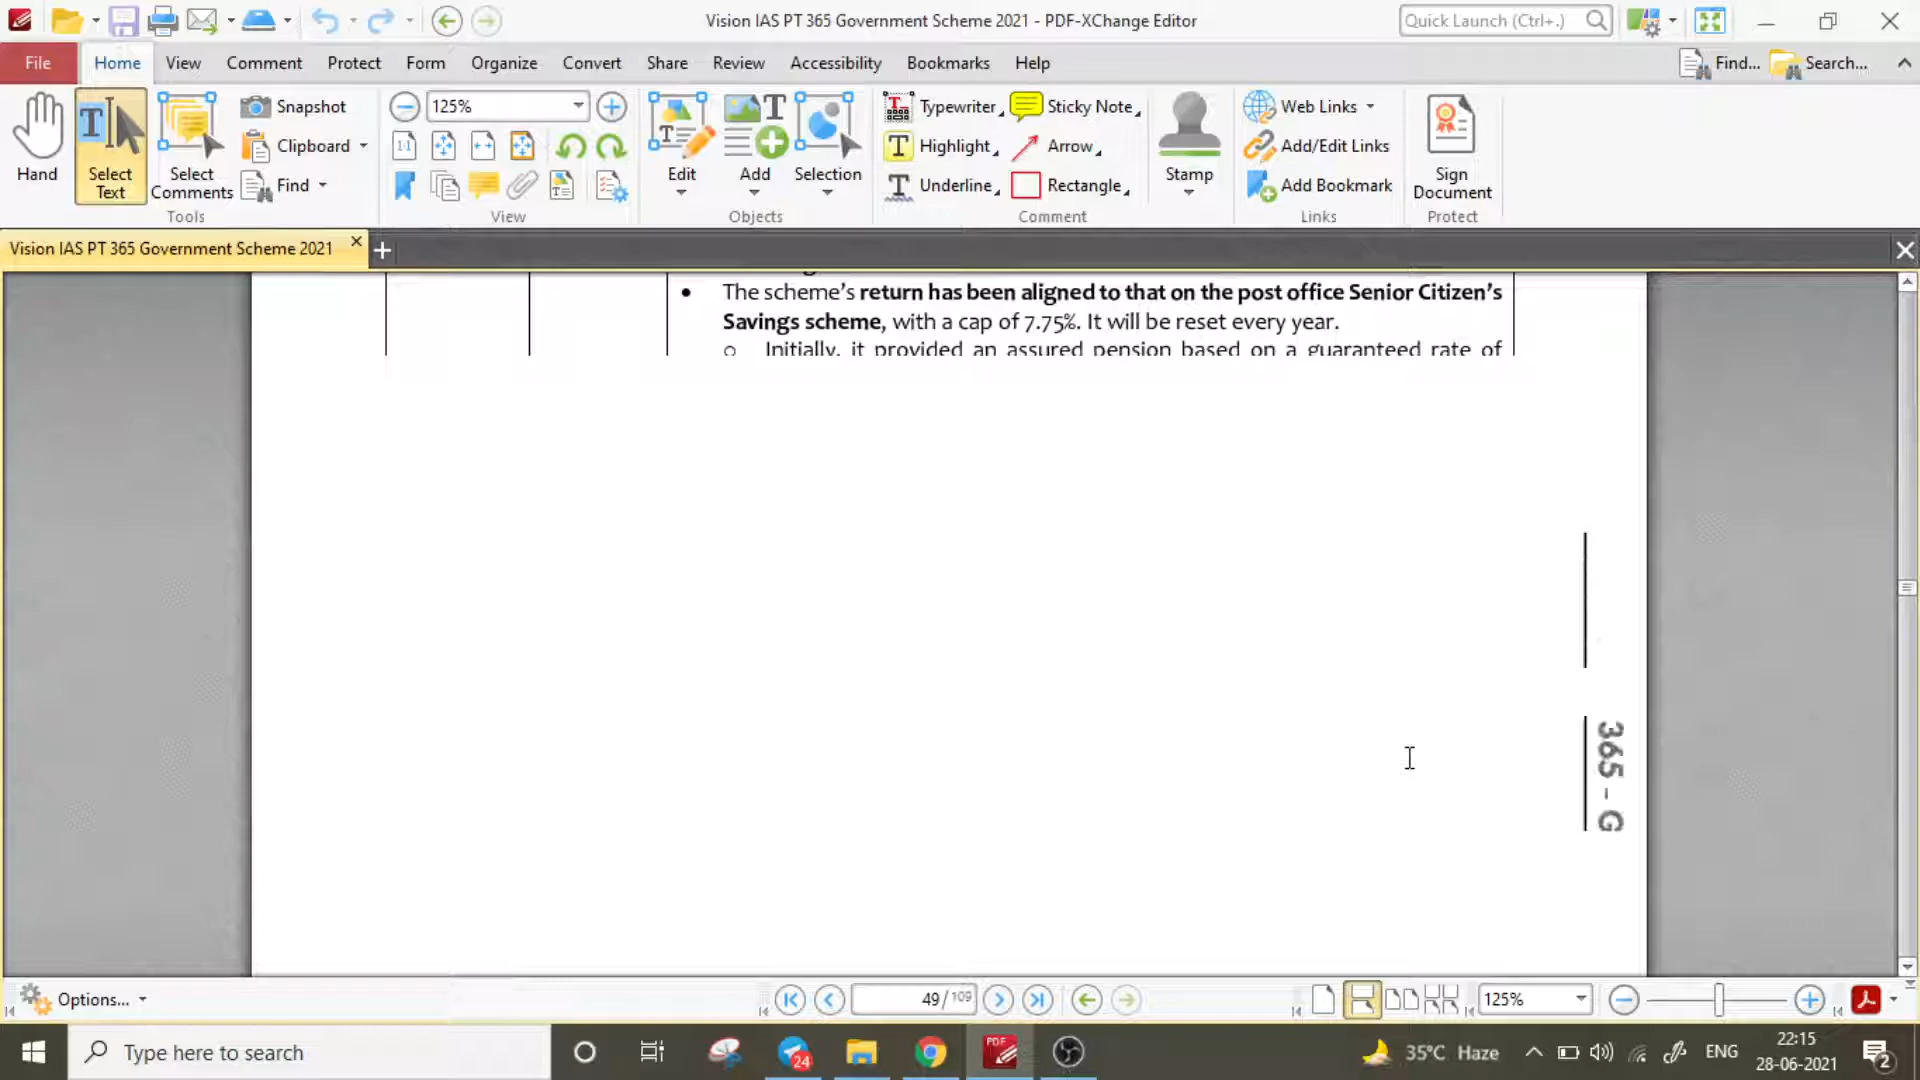 Vision IAS PT 365 Government Scheme 2021 - PDF-XChange Editor
Quick Launch (Ctrl+.)
File
Home
View
Comment
Protect
Form
Organize
Convert
Share
Review
Accessibility
Bookmarks
Help
Find...
Search...
Hand
Select Text
Select Comments
Snapshot
Clipboard
Find
Tools
125%
View
Edit
Add
Selection
Objects
Typewriter
Highlight
Underline
Sticky Note
Arrow
Rectangle
Comment
Stamp
Web Links
Add/Edit Links
Add Bookmark
Links
Sign Document
Protect
Vision IAS PT 365 Government Scheme 2021
• The scheme's return has been aligned to that on the post office Senior Citizen's
Savings scheme, with a cap of 7.75%. It will be reset every year.
o Initially, it provided an assured pension based on a guaranteed rate of
365 - G
Options...
49 / 109
125%
Type here to search
24
PDF
35°C Haze
ENG
22:15
28-06-2021
2